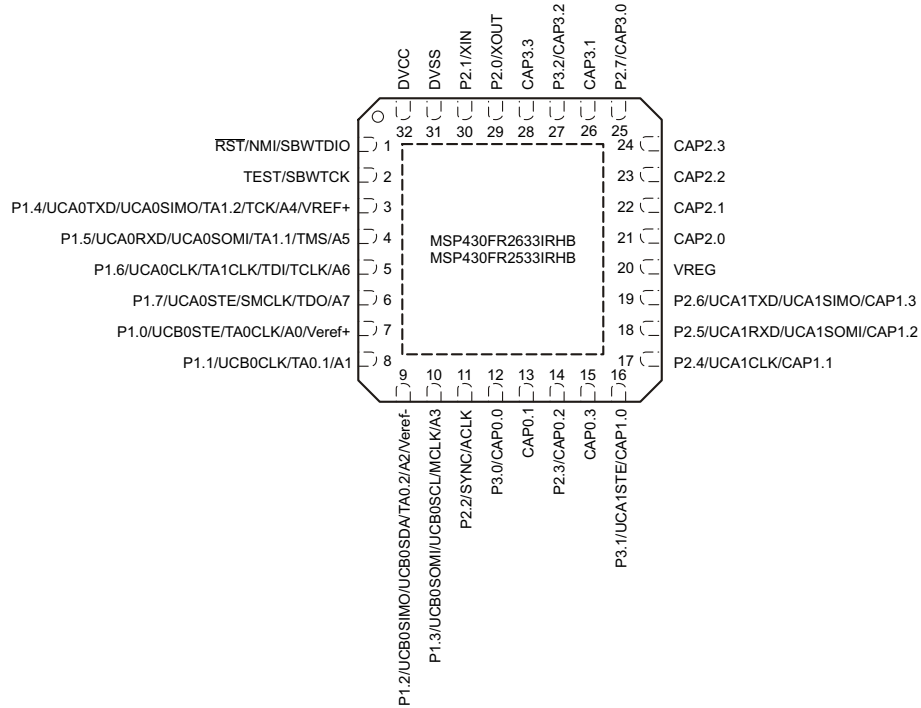 DVCC
DVSS
P2.1/XIN
P2.0/XOUT
CAP3.3
P3.2/CAP3.2
CAP3.1
P2.7/CAP3.0
32 31 30 29 28 27 26 25
RST/NMI/SBWTDIO 1
TEST/SBWTCK 2
P1.4/UCA0TXD/UCA0SIMO/TA1.2/TCK/A4/VREF+ 3
P1.5/UCA0RXD/UCA0SOMI/TA1.1/TMS/A5 4
P1.6/UCA0CLK/TA1CLK/TDI/TCLK/A6 5
P1.7/UCA0STE/SMCLK/TDO/A7 6
P1.0/UCB0STE/TA0CLK/A0/Veref+ 7
P1.1/UCB0CLK/TA0.1/A1 8
MSP430FR2633IRHB
MSP430FR2533IRHB
24 CAP2.3
23 CAP2.2
22 CAP2.1
21 CAP2.0
20 VREG
19 P2.6/UCA1TXD/UCA1SIMO/CAP1.3
18 P2.5/UCA1RXD/UCA1SOMI/CAP1.2
17 P2.4/UCA1CLK/CAP1.1
9 10 11 12 13 14 15 16
P1.2/UCB0SIMO/UCB0SDA/TA0.2/A2/Veref-
P1.3/UCB0SOMI/UCB0SCL/MCLK/A3
P2.2/SYNC/ACLK
P3.0/CAP0.0
CAP0.1
P2.3/CAP0.2
CAP0.3
P3.1/UCA1STE/CAP1.0